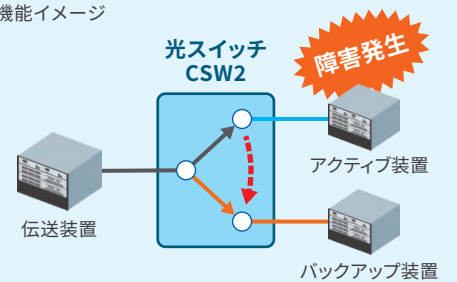 機能イメージ
光スイッチ
CSW2
障害発生
アクティブ装置
伝送装置
バックアップ装置